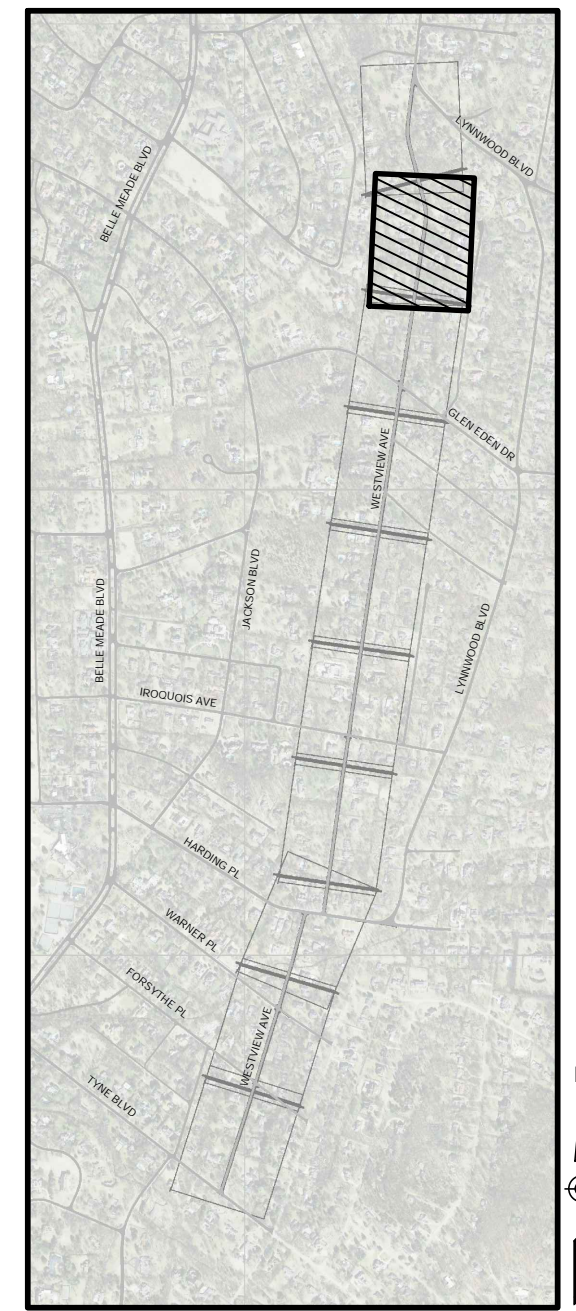 LYNNWOOD BLVD
BELLE MEADE BLVD
GLEN EDEN DR
WESTVIEW AVE
JACKSON BLVD
BELLE MEADE BLVD
LYNNWOOD BLVD
IROQUOIS AVE
HARDING PL
WARNER PL
FORSYTHE PL
WESTVIEW AVE
TYNE BLVD